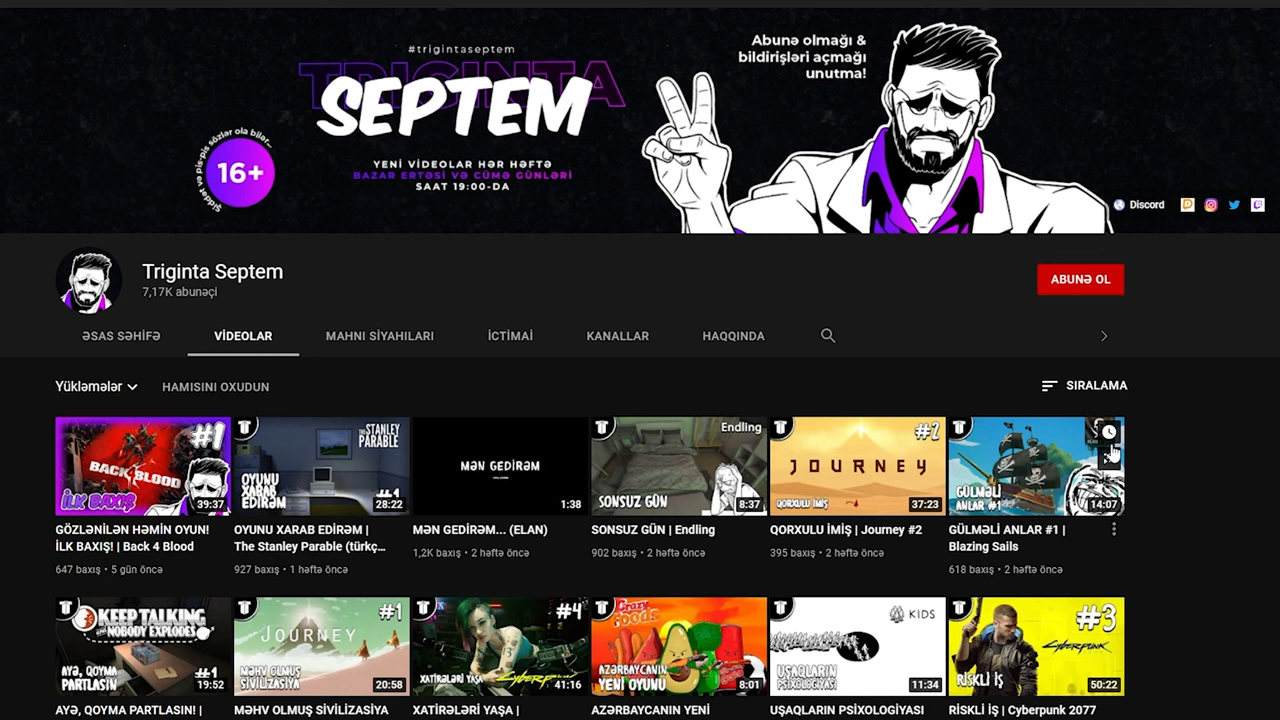 #trigintaseptem
TRIGINTA
SEPTEM
Abunə olmağı &
bildirişləri açmağı
unutma!
Şiddət və pis-pis sözlər ola bilər...
16+
YENİ VİDEOLAR HƏR HƏFTƏ
BAZAR ERTƏSİ VƏ CÜMƏ GÜNLƏRİ
SAAT 19:00-DA
Discord
Triginta Septem
7,17K abunəçi
ABUNƏ OL
ƏSAS SƏHİFƏ VİDEOLAR MAHNI SİYAHILARI İCTİMAİ KANALLAR HAQQINDA
Yükləmələr HAMISINI OXUDUN SIRALAMA
#1
BACK 4 BLOOD
İLK BAXIŞ
39:37
THE STANLEY
PARABLE
OYUNU
XARAB
EDİRƏM
#1
28:22
MƏN GEDİRƏM
1:38
Endling
SONSUZ GÜN
8:37
#2
JOURNEY
QORXULU İMİŞ
37:23
GÜLMƏLİ
ANLAR #1
14:07
GÖZLƏNİLƏN HƏMİN OYUN!
İLK BAXIŞ! | Back 4 Blood
647 baxış • 5 gün öncə
OYUNU XARAB EDİRƏM |
The Stanley Parable (türkç...
927 baxış • 1 həftə öncə
MƏN GEDİRƏM... (ELAN)
1,2K baxış • 2 həftə öncə
SONSUZ GÜN | Endling
902 baxış • 2 həftə öncə
QORXULU İMİŞ | Journey #2
395 baxış • 2 həftə öncə
GÜLMƏLİ ANLAR #1 |
Blazing Sails
618 baxış • 2 həftə öncə
KEEP TALKING
AND NOBODY EXPLODES
AYƏ, QOYMA
PARTLASIN
#1
19:52
#1
JOURNEY
MƏHV OLMUŞ
SİVİLİZASİYA
20:58
#4
XATİRƏLƏRİ YAŞA
CYBERPUNK
41:16
Crazy
Foods
AZƏRBAYCANIN
YENİ OYUNU
8:01
KIDS
UŞAQLARIN
PSİXOLOGİYASI
11:34
#3
CYBERPUNK
RİSKLİ İŞ
50:22
AYƏ, QOYMA PARTLASIN! |
MƏHV OLMUŞ SİVİLİZASİYA
XATİRƏLƏRİ YAŞA |
AZƏRBAYCANIN YENİ
UŞAQLARIN PSİXOLOGİYASI
RİSKLİ İŞ | Cyberpunk 2077